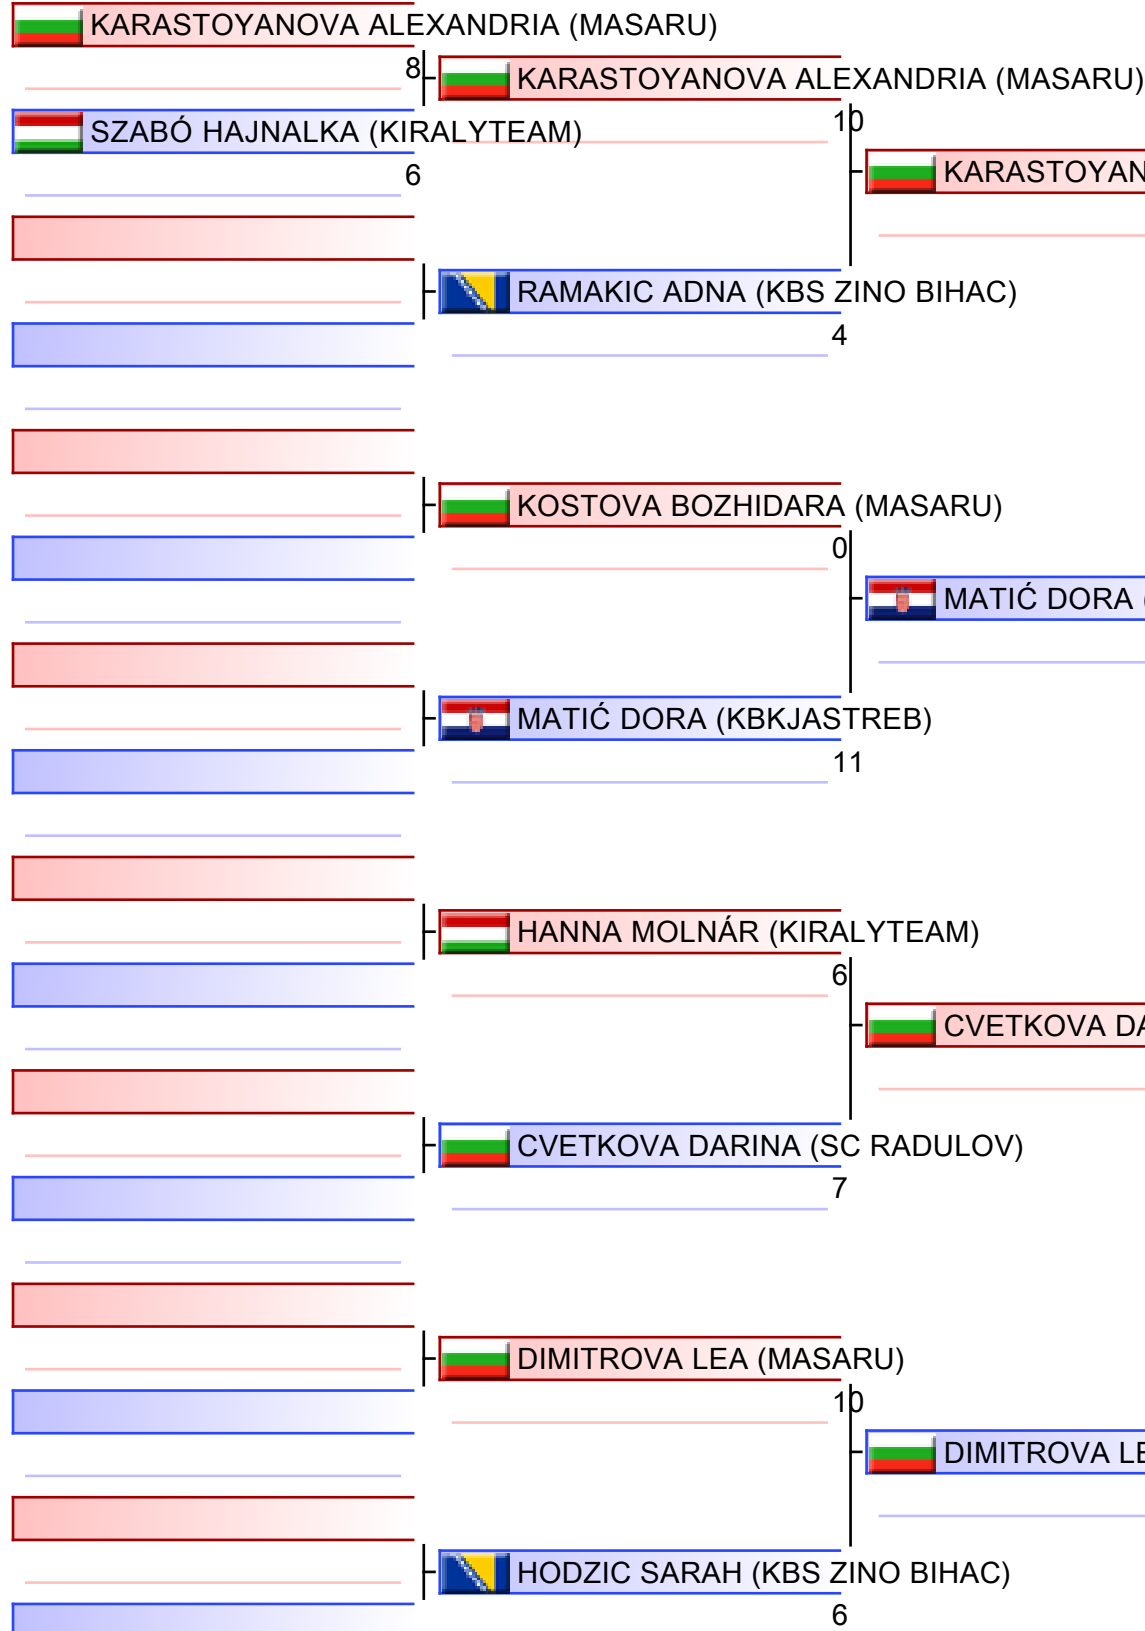 KARASTOYANOVA ALEXANDRIA (MASARU)
8
KARASTOYANOVA ALEXANDRIA (MASARU)
10
SZABÓ HAJNALKA (KIRALYTEAM)
6
KARASTOYAN
RAMAKIC ADNA (KBS ZINO BIHAC)
4
KOSTOVA BOZHIDARA (MASARU)
0
MATIĆ DORA (
MATIĆ DORA (KBKJASTREB)
11
HANNA MOLNÁR (KIRALYTEAM)
6
CVETKOVA DA
CVETKOVA DARINA (SC RADULOV)
7
DIMITROVA LEA (MASARU)
10
DIMITROVA LE
HODZIC SARAH (KBS ZINO BIHAC)
6